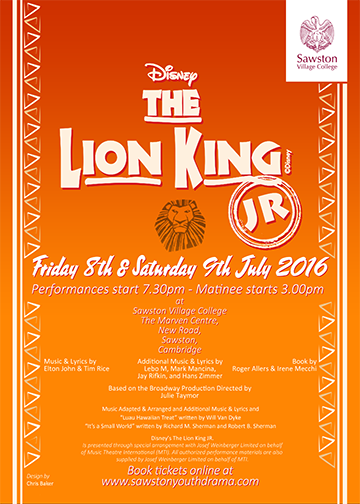 Sawston
Village College
Disney
THE
LION KING
©Disney
JR
Friday 8th & Saturday 9th July 2016
Performances start 7.30pm - Matinee starts 3.00pm
at
Sawston Village College
The Marven Centre,
New Road,
Sawston,
Cambridge
Music & Lyrics by
Elton John & Tim Rice
Additional Music & Lyrics by
Lebo M, Mark Mancina,
Jay Rifkin, and Hans Zimmer
Book by
Roger Allers & Irene Mecchi
Based on the Broadway Production Directed by
Julie Taymor
Music Adapted & Arranged and Additional Music & Lyrics and
"Luau Hawaiian Treat" written by Will Van Dyke
"It's a Small World" written by Richard M. Sherman and Robert B. Sherman
Disney's The Lion King JR.
is presented through special arrangement with Josef Weinberger Limited on behalf
of Music Theatre International (MTI). All authorized performance materials are also
supplied by Josef Weinberger Limited on behalf of MTI.
Book tickets online at
www.sawstonyouthdrama.com
Design by
Chris Baker